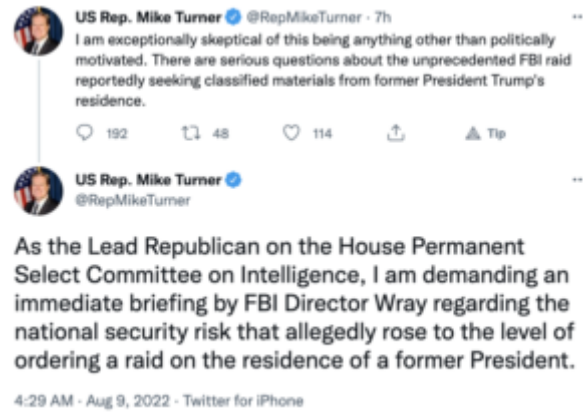 US Rep. Mike Turner @RepMikeTurner · 7h
I am exceptionally skeptical of this being anything other than politically
motivated. There are serious questions about the unprecedented FBI raid
reportedly seeking classified materials from former President Trump's
residence.
192 48 114 Tip
US Rep. Mike Turner
@RepMikeTurner
As the Lead Republican on the House Permanent
Select Committee on Intelligence, I am demanding an
immediate briefing by FBI Director Wray regarding the
national security risk that allegedly rose to the level of
ordering a raid on the residence of a former President.
4:29 AM · Aug 9, 2022 · Twitter for iPhone